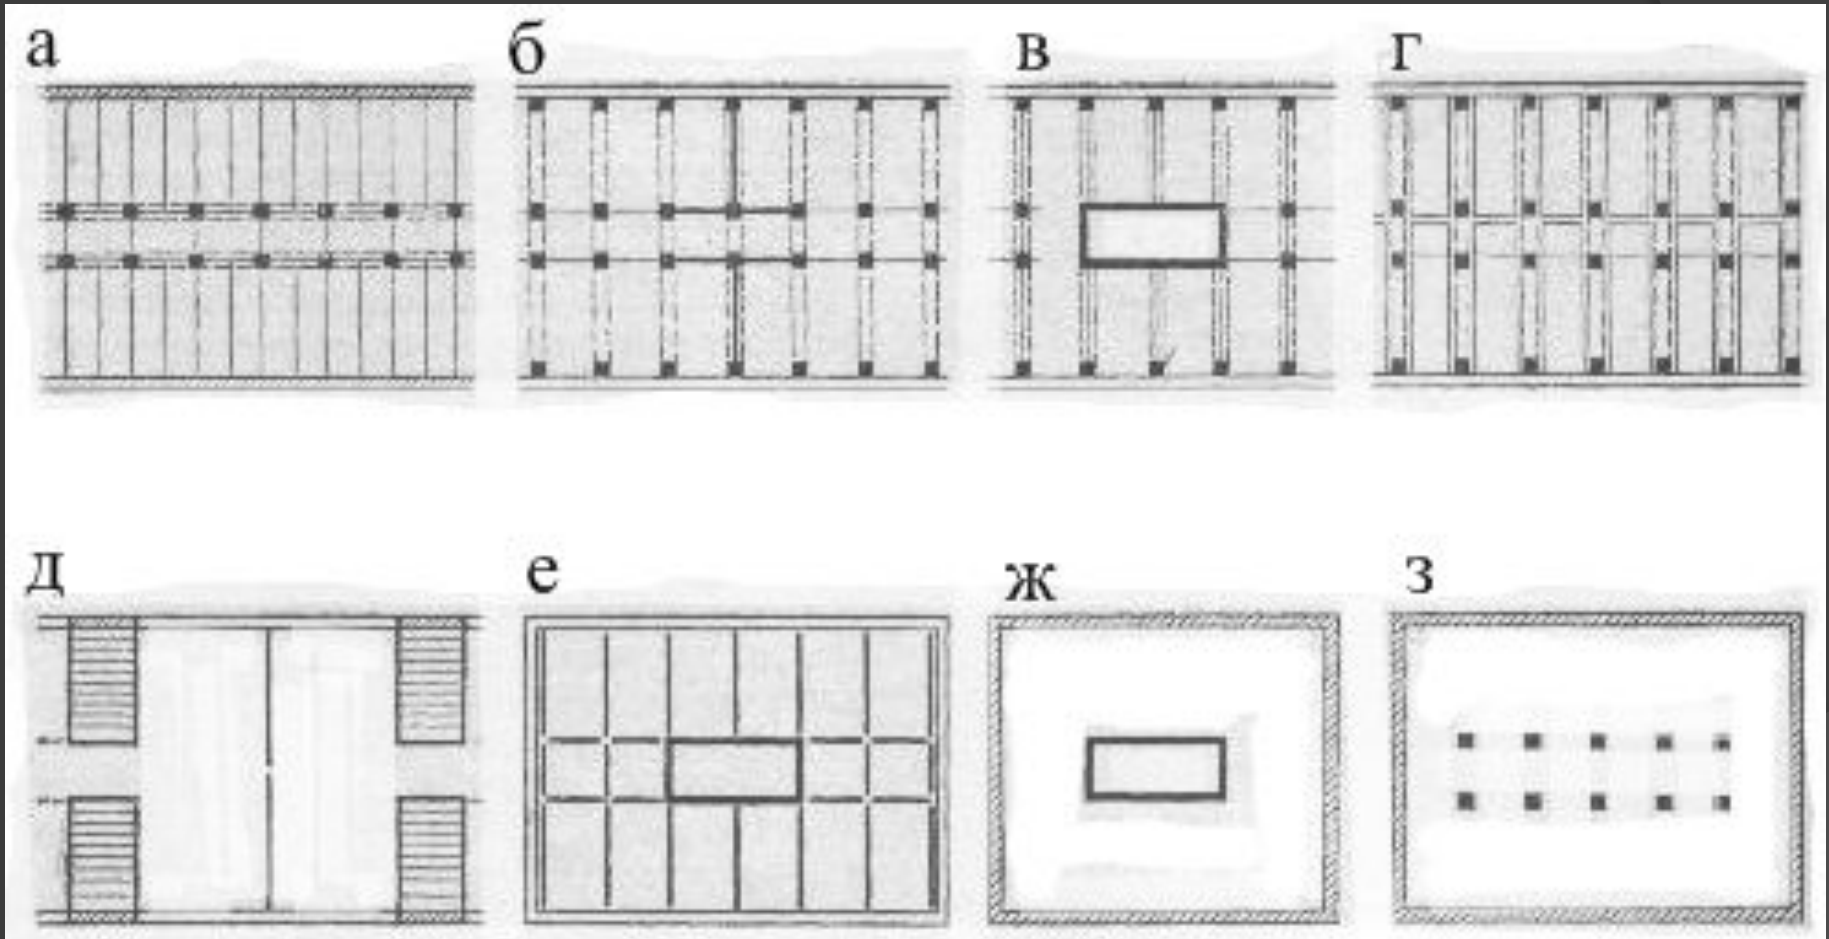 а б в г
д е ж з